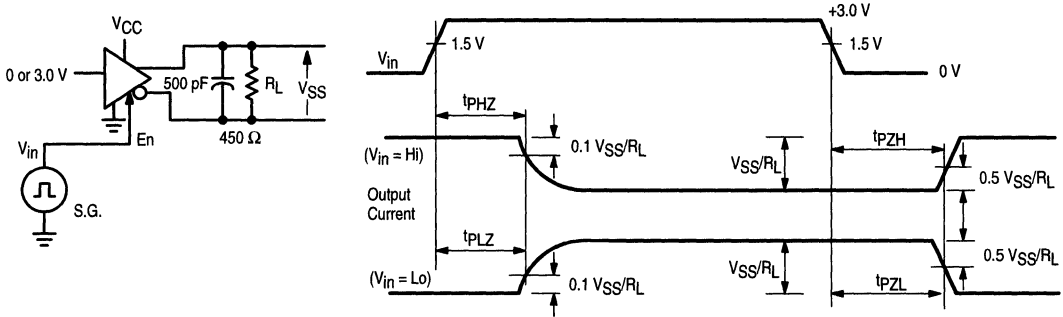 VCC
0 or 3.0 V
500 pF
RL
VSS
450 Ω
Vin
En
S.G.
+3.0 V
1.5 V
1.5 V
Vin
0 V
tPHZ
tPZH
(Vin = Hi)
0.1 VSS/RL
VSS/RL
0.5 VSS/RL
Output
Current
tPLZ
0.5 VSS/RL
VSS/RL
(Vin = Lo)
0.1 VSS/RL
tPZL